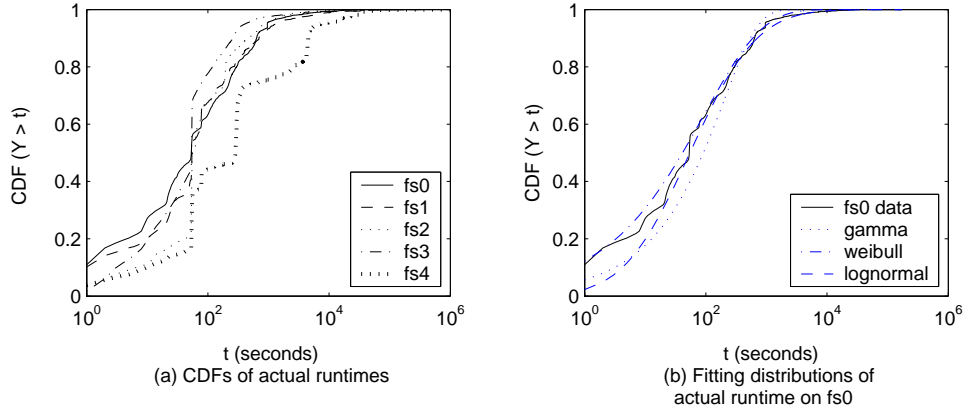 1
0.8
0.6
0.4
0.2
0
CDF (Y > t)
10^0 10^2 10^4 10^6
t (seconds)
fs0
fs1
fs2
fs3
fs4
(a) CDFs of actual runtimes
1
0.8
0.6
0.4
0.2
0
CDF (Y > t)
10^0 10^2 10^4 10^6
t (seconds)
fs0 data
gamma
weibull
lognormal
(b) Fitting distributions of
actual runtime on fs0